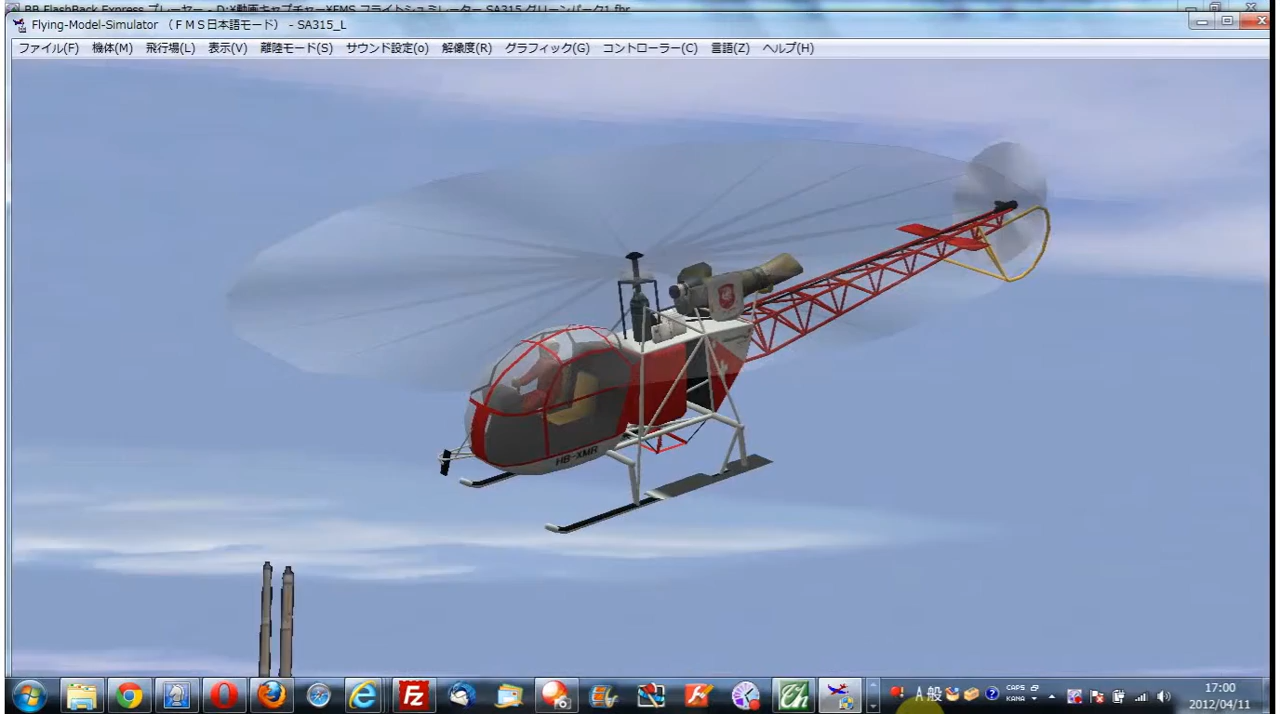 BB FlashBack Express プレーヤー - D:¥動画キャプチャー¥FMS フライトシュミレーター SA315 グリーンパーク1.fbr
Flying-Model-Simulator （ＦＭＳ日本語モード） - SA315_L
ファイル(F) 機体(M) 飛行場(L) 表示(V) 離陸モード(S) サウンド設定(o) 解像度(R) グラフィック(G) コントローラー(C) 言語(Z) ヘルプ(H)
HB-XMR
A 般
CAPS
KANA
17:00
2012/04/11